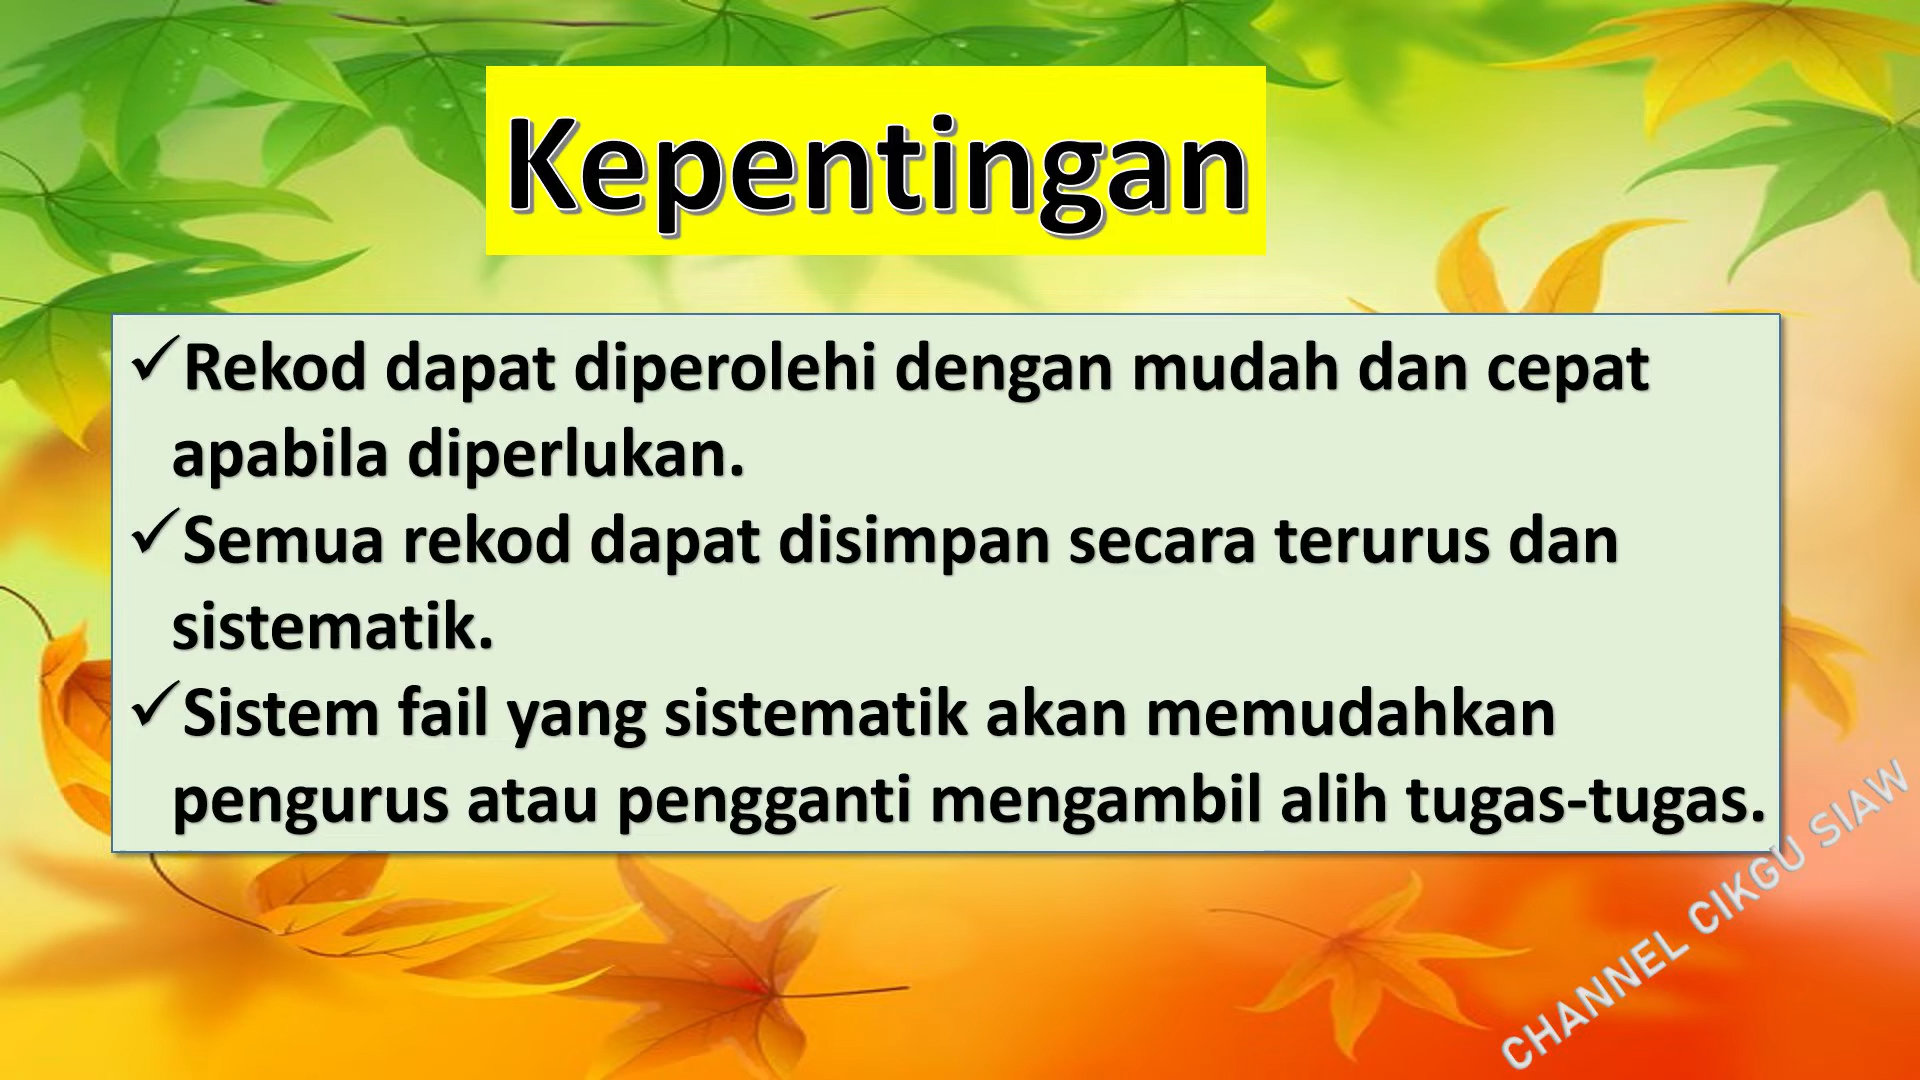 Kepentingan
✓Rekod dapat diperolehi dengan mudah dan cepat
apabila diperlukan.
✓Semua rekod dapat disimpan secara terurus dan
sistematik.
✓Sistem fail yang sistematik akan memudahkan
pengurus atau pengganti mengambil alih tugas-tugas.
CHANNEL CIKGU SIAW